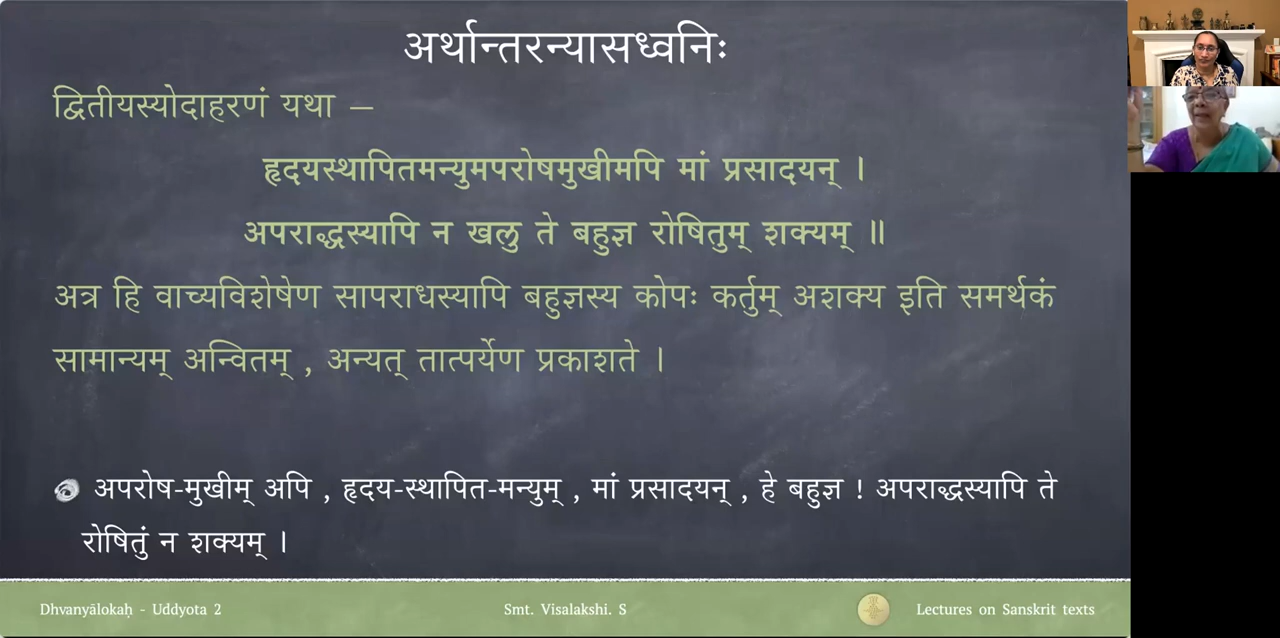 अर्थान्तरन्यासध्वनिः
द्वितीयस्योदाहरणं यथा –
हृदयस्थापितमन्युमपरोषमुखीमपि मां प्रसादयन् ।
अपराद्धस्यापि न खलु ते बहुज्ञ रोषितुम् शक्यम् ॥
अत्र हि वाच्यविशेषेण सापराधस्यापि बहुज्ञस्य कोपः कर्तुम् अशक्य इति समर्थकं
सामान्यम् अन्वितम् , अन्यत् तात्पर्येण प्रकाशते ।
अपरोष-मुखीम् अपि , हृदय-स्थापित-मन्युम् , मां प्रसादयन् , हे बहुज्ञ ! अपराद्धस्यापि ते
रोषितुं न शक्यम् ।
Dhvanyālokaḥ - Uddyota 2 Smt. Visalakshi. S Lectures on Sanskrit texts